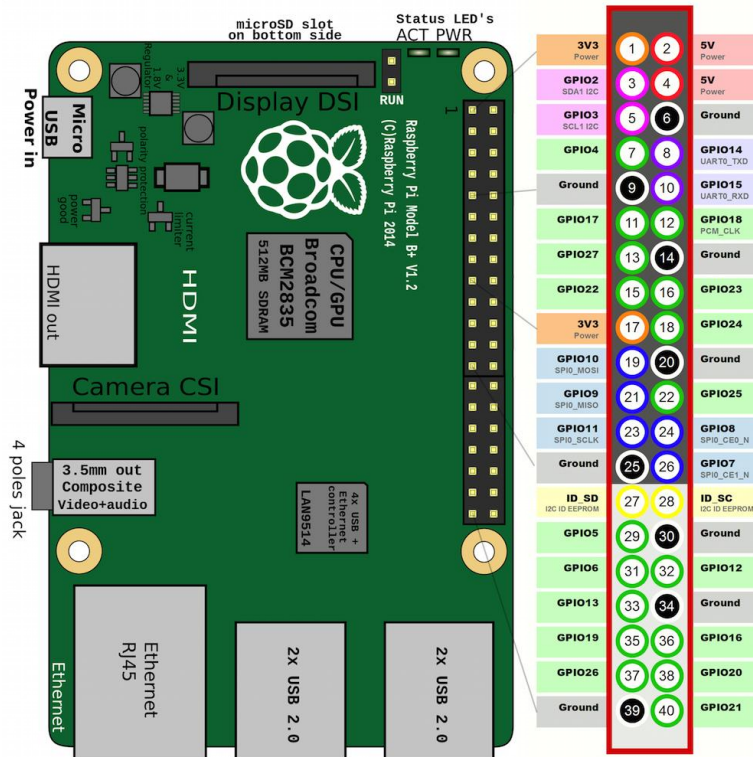 microSD slot
on bottom side
Status LED's
ACT PWR
RUN
Display DSI
3.3V
&
1.8V
Regulator
Power in
Micro
USB
polarity protection
power
good
current
limiter
1
Raspberry Pi Model B+ V1.2
(C)Raspberry Pi 2014
CPU/GPU
Broadcom
BCM2835
512MB SDRAM
HDMI
HDMI out
Camera CSI
4 poles jack
3.5mm out
Composite
Video+audio
4x USB +
Ethernet
controller
LAN9514
Ethernet
Ethernet
RJ45
2x USB 2.0
2x USB 2.0
3V3 1 2 5V
Power Power
GPIO2 3 4 5V
SDA1 I2C Power
GPIO3 5 6 Ground
SCL1 I2C
GPIO4 7 8 GPIO14
UART0_TXD
Ground 9 10 GPIO15
UART0_RXD
GPIO17 11 12 GPIO18
PCM_CLK
GPIO27 13 14 Ground
GPIO22 15 16 GPIO23
3V3 17 18 GPIO24
Power
GPIO10 19 20 Ground
SPI0_MOSI
GPIO9 21 22 GPIO25
SPI0_MISO
GPIO11 23 24 GPIO8
SPI0_SCLK SPI0_CE0_N
Ground 25 26 GPIO7
SPI0_CE1_N
ID_SD 27 28 ID_SC
I2C ID EEPROM I2C ID EEPROM
GPIO5 29 30 Ground
GPIO6 31 32 GPIO12
GPIO13 33 34 Ground
GPIO19 35 36 GPIO16
GPIO26 37 38 GPIO20
Ground 39 40 GPIO21